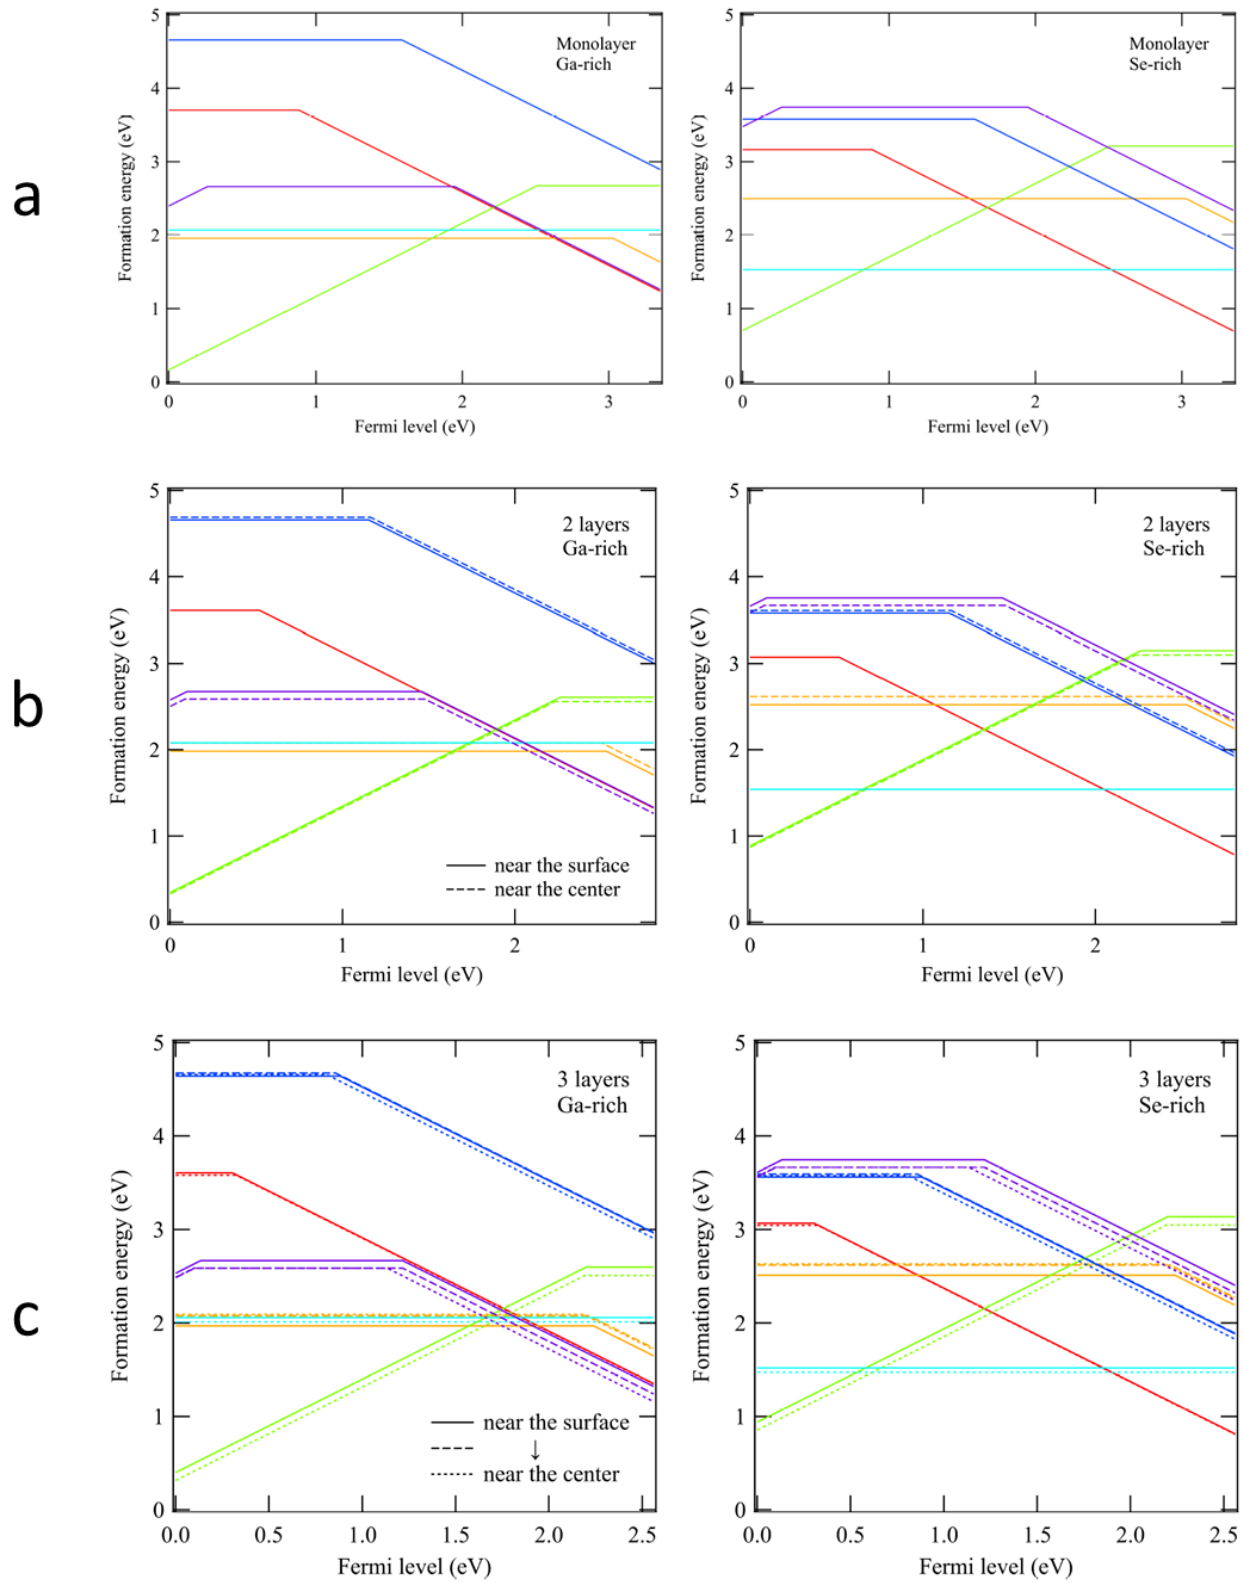 a
5
4
3
2
1
0
Formation energy (eV)
Monolayer
Ga-rich
0 1 2 3
Fermi level (eV)
5
4
3
2
1
0
Formation energy (eV)
Monolayer
Se-rich
0 1 2 3
Fermi level (eV)
b
5
4
3
2
1
0
Formation energy (eV)
2 layers
Ga-rich
near the surface
near the center
0 1 2
Fermi level (eV)
5
4
3
2
1
0
Formation energy (eV)
2 layers
Se-rich
0 1 2
Fermi level (eV)
c
5
4
3
2
1
0
Formation energy (eV)
3 layers
Ga-rich
near the surface
↓
near the center
0.0 0.5 1.0 1.5 2.0 2.5
Fermi level (eV)
5
4
3
2
1
0
Formation energy (eV)
3 layers
Se-rich
0.0 0.5 1.0 1.5 2.0 2.5
Fermi level (eV)